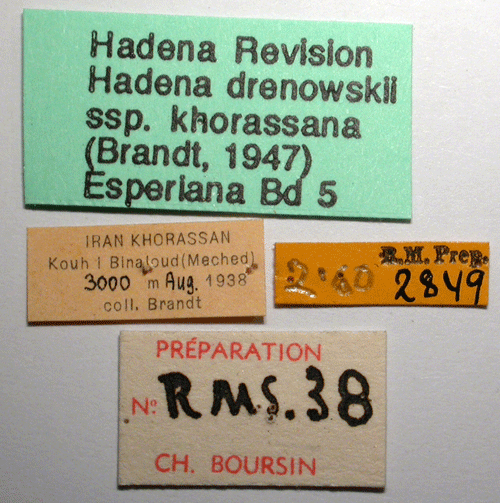 Hadena Revision
Hadena drenowskii
ssp. khorassana
(Brandt, 1947)
Esperiana Bd 5
IRAN KHORASSAN
Kouh i Binaloud (Meched)
3000 m Aug. 1938
coll. Brandt
R.M. Prep.
2849
PRÉPARATION
Nº RMS.38
CH. BOURSIN